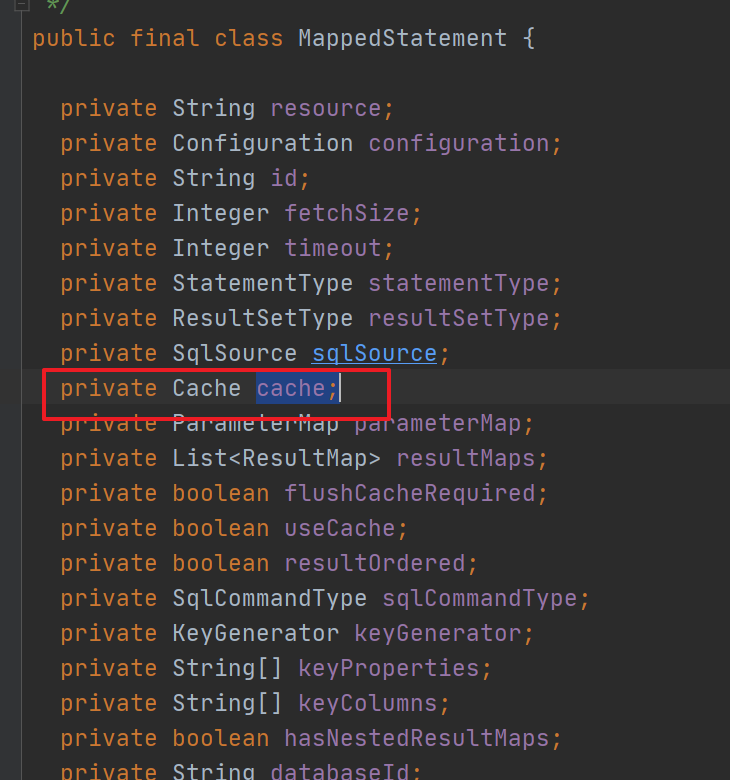 */
public final class MappedStatement {
private String resource;
private Configuration configuration;
private String id;
private Integer fetchSize;
private Integer timeout;
private StatementType statementType;
private ResultSetType resultSetType;
private SqlSource sqlSource;
private Cache cache;
private ParameterMap parameterMap;
private List<ResultMap> resultMaps;
private boolean flushCacheRequired;
private boolean useCache;
private boolean resultOrdered;
private SqlCommandType sqlCommandType;
private KeyGenerator keyGenerator;
private String[] keyProperties;
private String[] keyColumns;
private boolean hasNestedResultMaps;
private String databaseId;